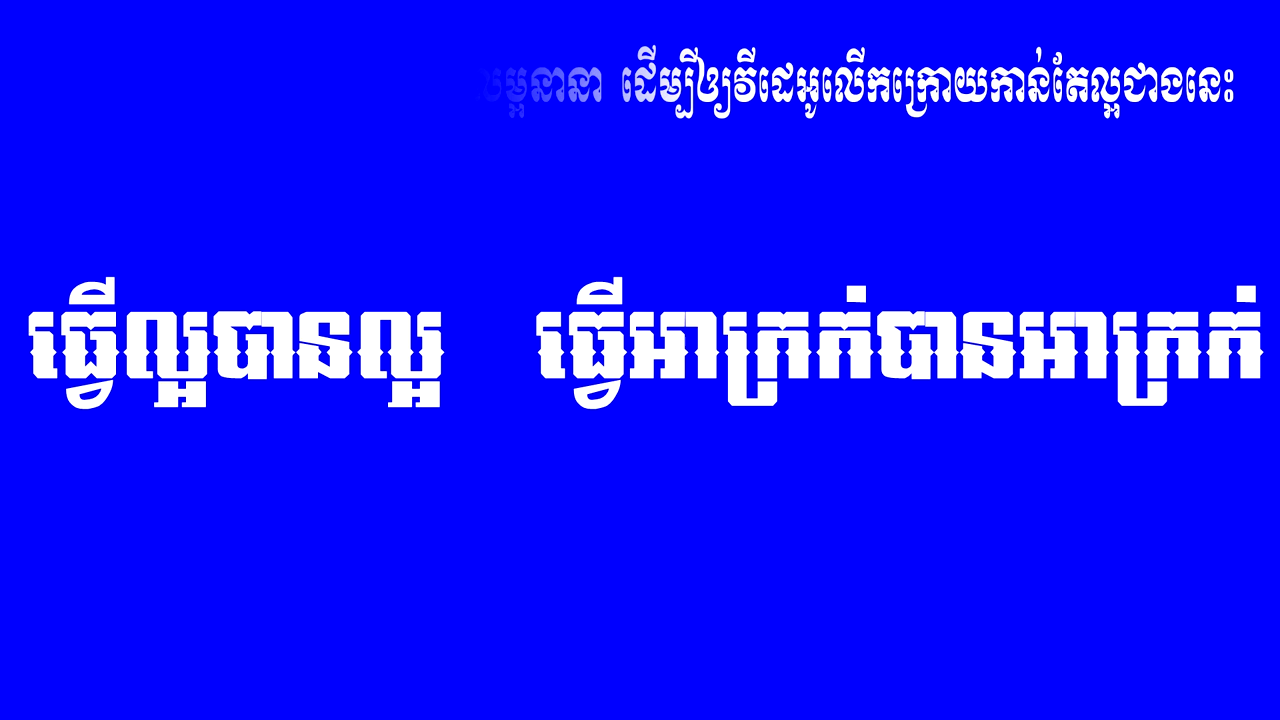 នានា ដើម្បីឲ្យវីដេអូលើកក្រោយកាន់តែល្អជាងនេះ
ធ្វើល្អបានល្អ ធ្វើអាក្រក់បានអាក្រក់